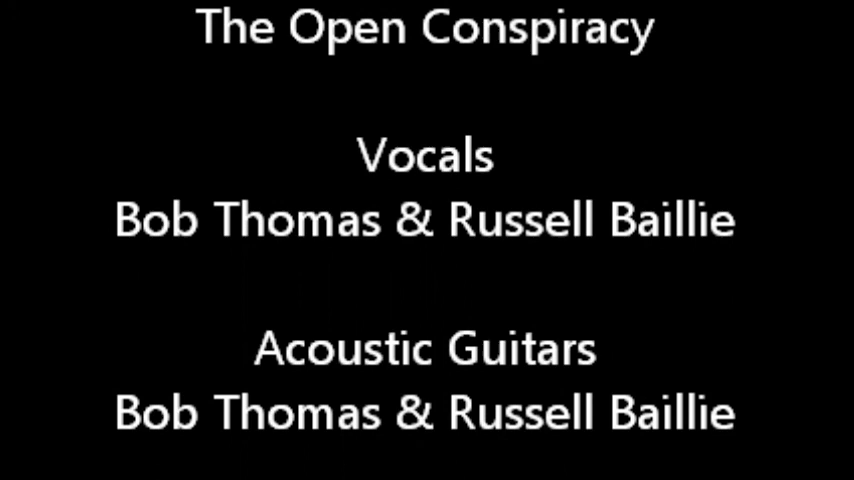 The Open Conspiracy
Vocals
Bob Thomas & Russell Baillie
Acoustic Guitars
Bob Thomas & Russell Baillie